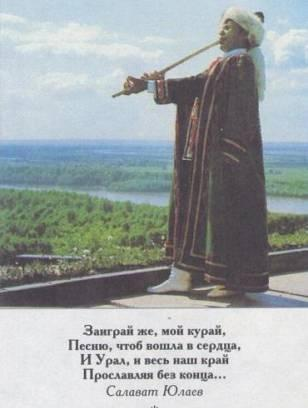 Заиграй же, мой курай,
Песню, чтоб вошла в сердца,
И Урал, и весь наш край
Прославляя без конца...
Салават Юлаев
*